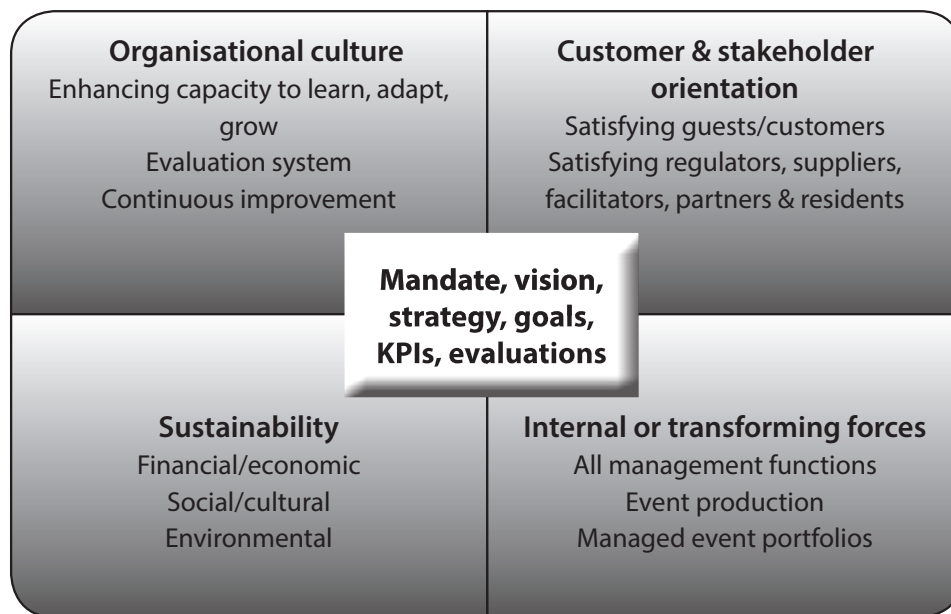 Organisational culture
Enhancing capacity to learn, adapt,
grow
Evaluation system
Continuous improvement
Customer & stakeholder
orientation
Satisfying guests/customers
Satisfying regulators, suppliers,
facilitators, partners & residents
Mandate, vision,
strategy, goals,
KPIs, evaluations
Sustainability
Financial/economic
Social/cultural
Environmental
Internal or transforming forces
All management functions
Event production
Managed event portfolios